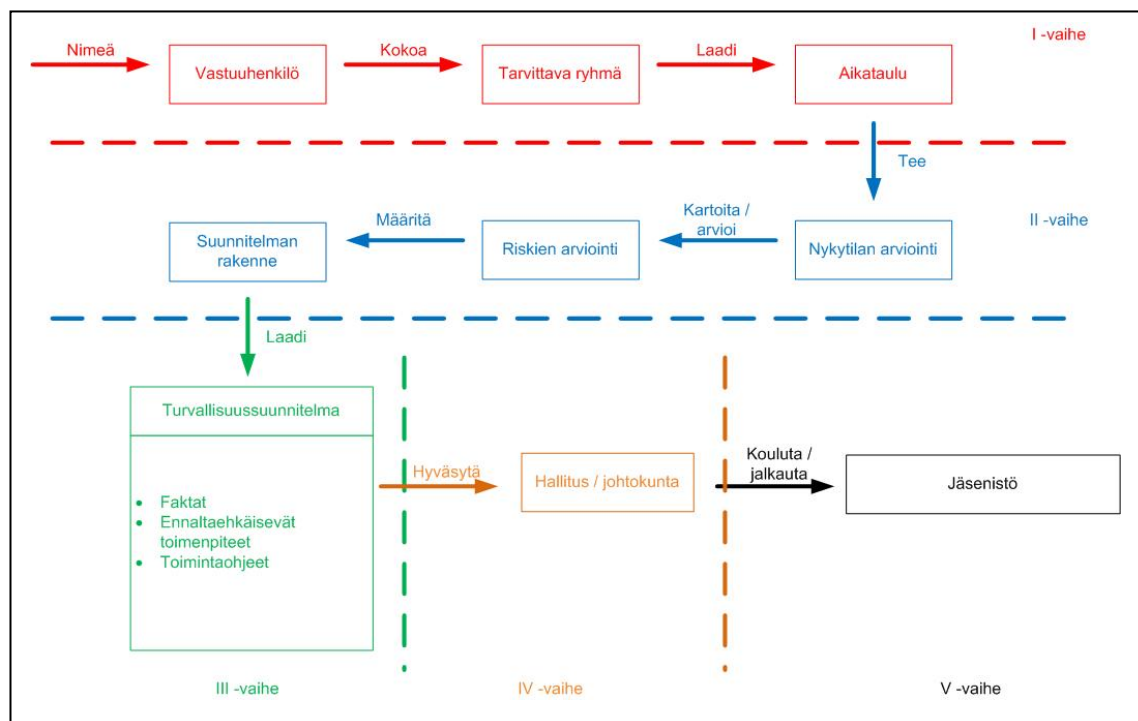 I -vaihe
Nimeä
Vastuuhenkilö
Kokoa
Tarvittava ryhmä
Laadi
Aikataulu
Tee
II -vaihe
Nykytilan arviointi
Kartoita /
arvioi
Riskien arviointi
Määritä
Suunnitelman
rakenne
Laadi
Turvallisuussuunnitelma
• Faktat
• Ennaltaehkäisevät
toimenpiteet
• Toimintaohjeet
III -vaihe
Hyväsytä
Hallitus / johtokunta
IV -vaihe
Kouluta /
jalkauta
Jäsenistö
V -vaihe